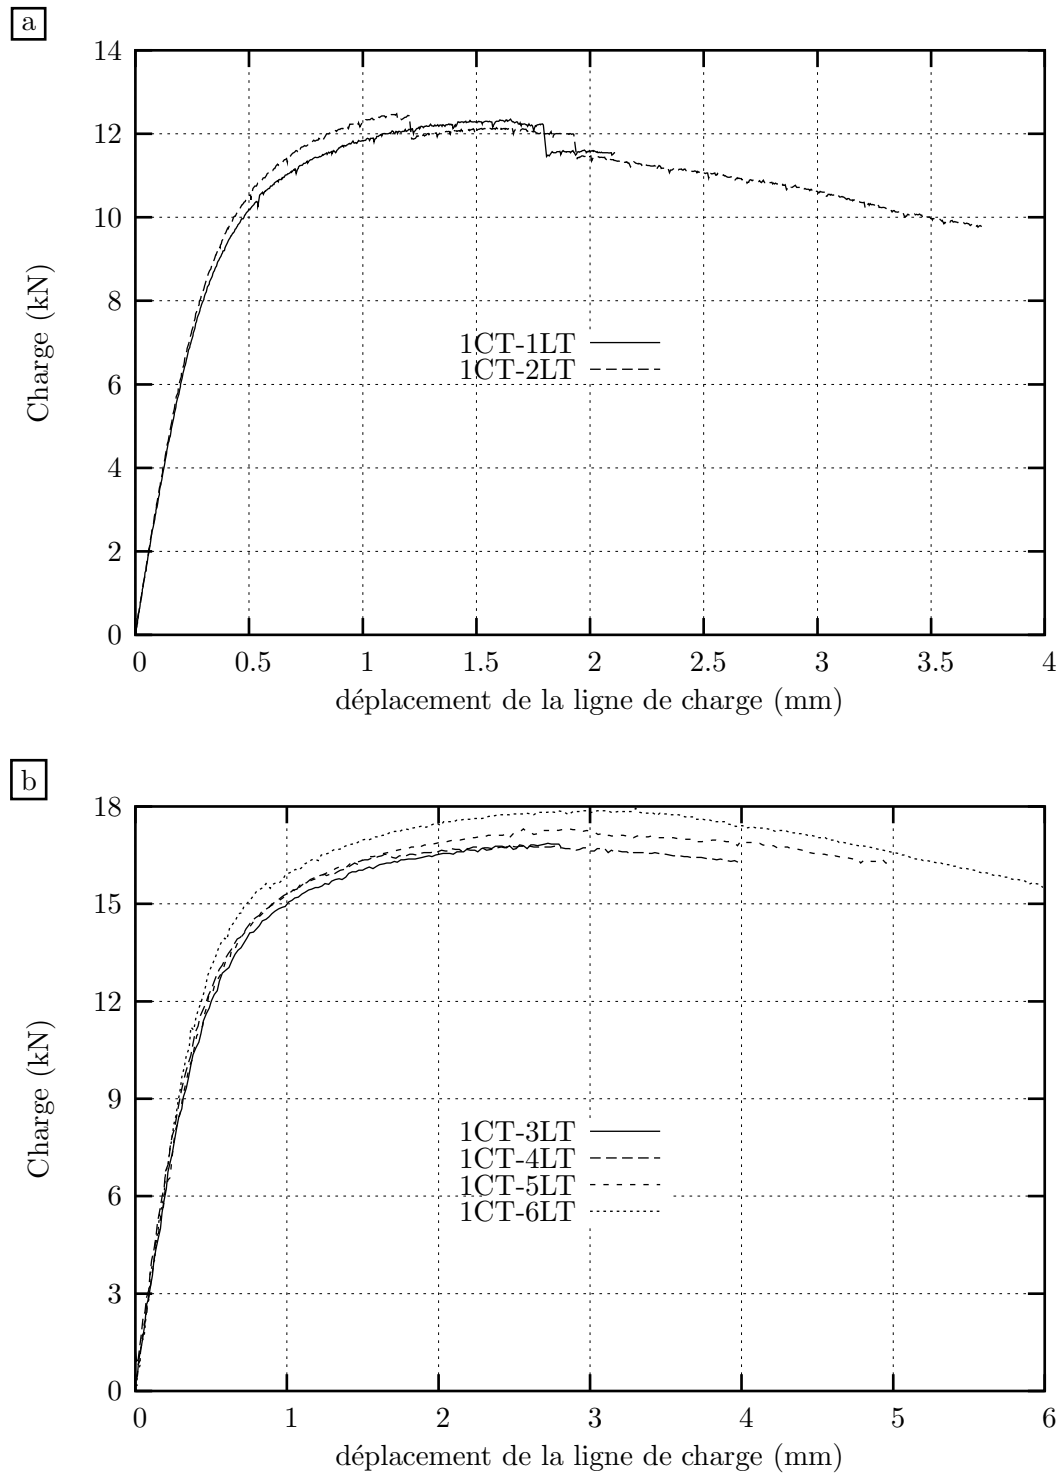 a
14
12
10
8
6
4
2
0
Charge (kN)
1CT-1LT
1CT-2LT
0 0.5 1 1.5 2 2.5 3 3.5 4
déplacement de la ligne de charge (mm)
b
18
15
12
9
6
3
0
Charge (kN)
1CT-3LT
1CT-4LT
1CT-5LT
1CT-6LT
0 1 2 3 4 5 6
déplacement de la ligne de charge (mm)